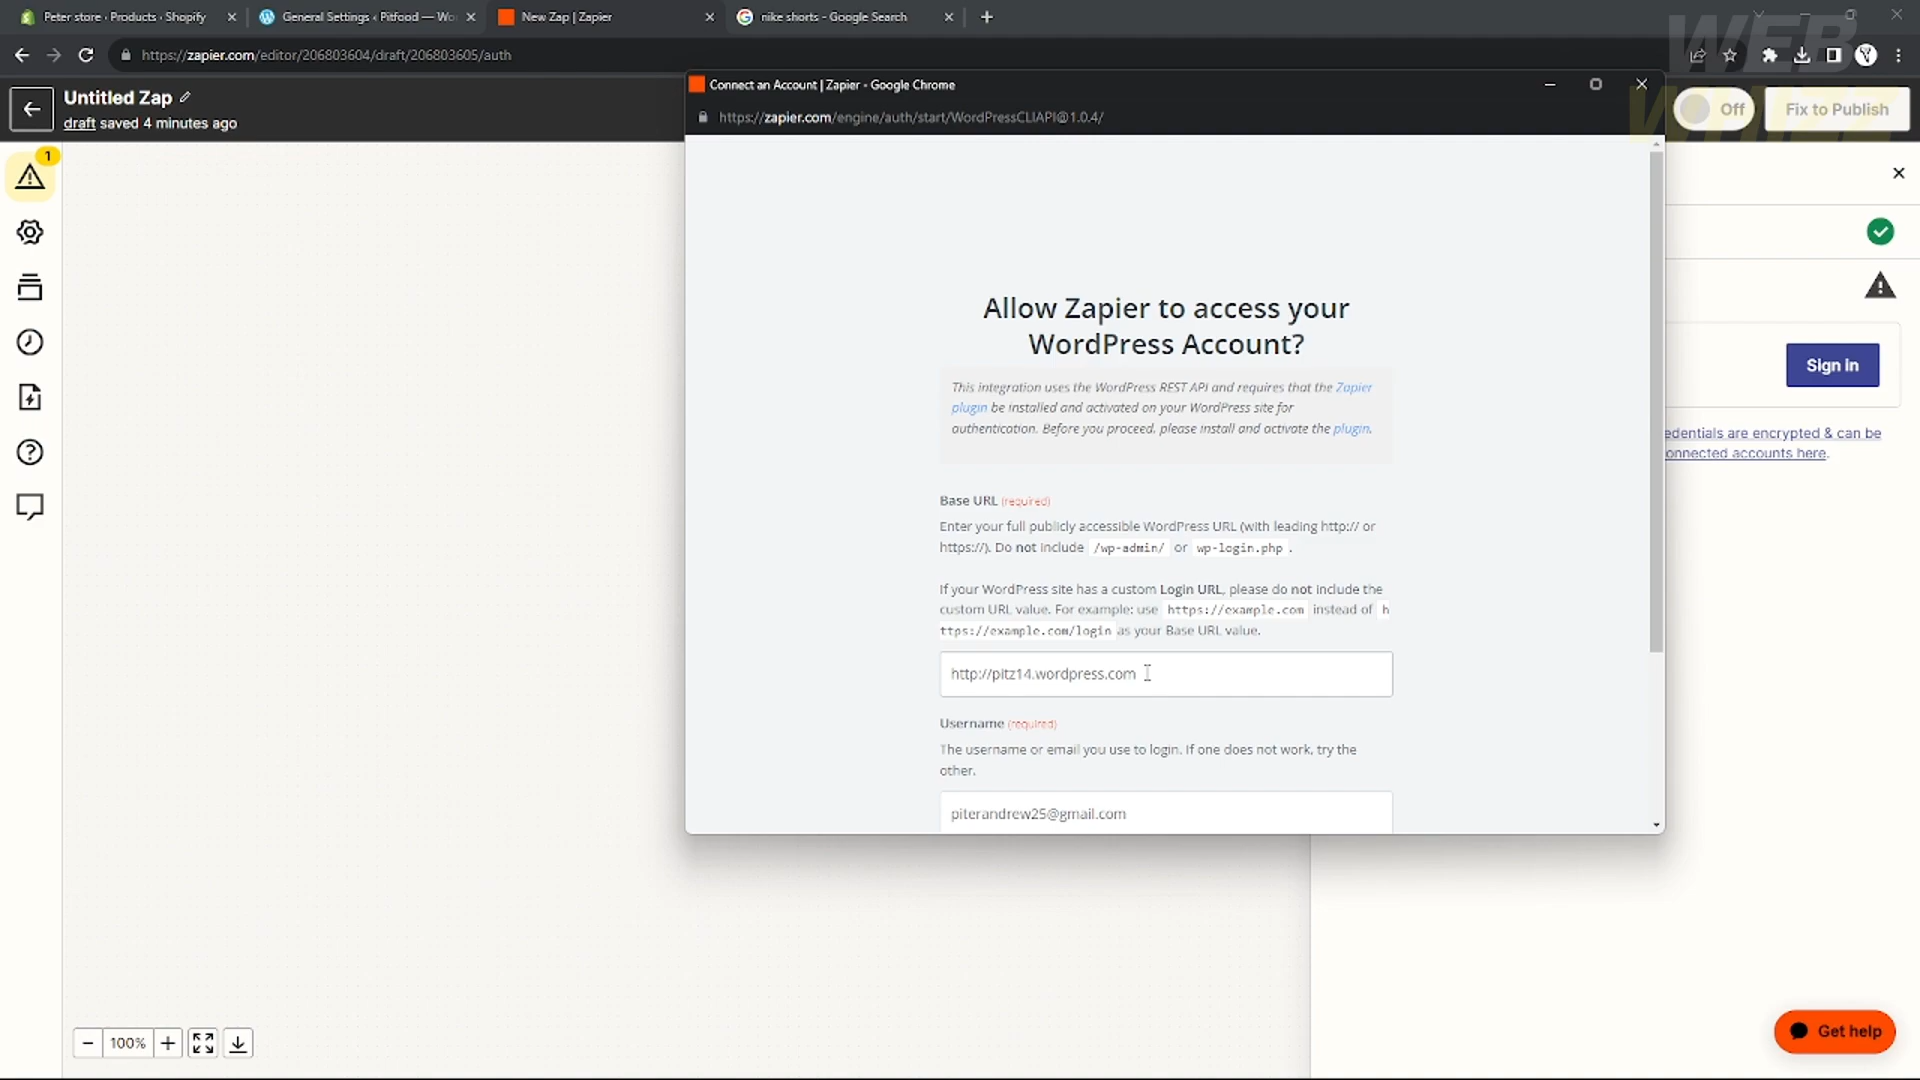 Peter store · Products · Shopify
General Settings ‹ Pitfood — Wo
New Zap | Zapier
nike shorts - Google Search
https://zapier.com/editor/206803604/draft/206803605/auth
WEB
WHIZ
Untitled Zap
draft saved 4 minutes ago
Connect an Account | Zapier - Google Chrome
https://zapier.com/engine/auth/start/WordPressCLIAPI@1.0.4/
Off
Fix to Publish
1
Allow Zapier to access your
WordPress Account?
This integration uses the WordPress REST API and requires that the Zapier
plugin be installed and activated on your WordPress site for
authentication. Before you proceed, please install and activate the plugin.
Sign in
edentials are encrypted & can be
onnected accounts here.
Base URL (required)
Enter your full publicly accessible WordPress URL (with leading http:// or
https://). Do not include /wp-admin/ or wp-login.php .
If your WordPress site has a custom Login URL, please do not include the
custom URL value. For example: use https://example.com instead of h
ttps://example.com/login as your Base URL value.
http://pitz14.wordpress.com
Username (required)
The username or email you use to login. If one does not work, try the
other.
piterandrew25@gmail.com
100%
Get help